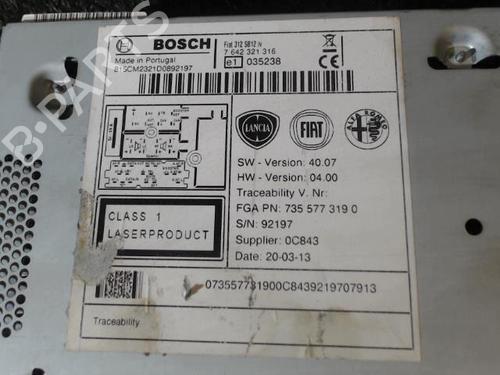 BOSCH
Fiat 312 SB12 N
7 642 321 316
Made in Portugal
815CM2321D0892197
e1 035238
CE
LANCIA
FIAT
ALFA ROMEO
SW - Version: 40.07
HW - Version: 04.00
Traceability V. Nr:
FGA PN: 735 577 319 0
S/N: 92197
Supplier: 0C843
Date: 20-03-13
CLASS 1
LASERPRODUCT
073557731900C8439219707913
Traceability
B-PARTS